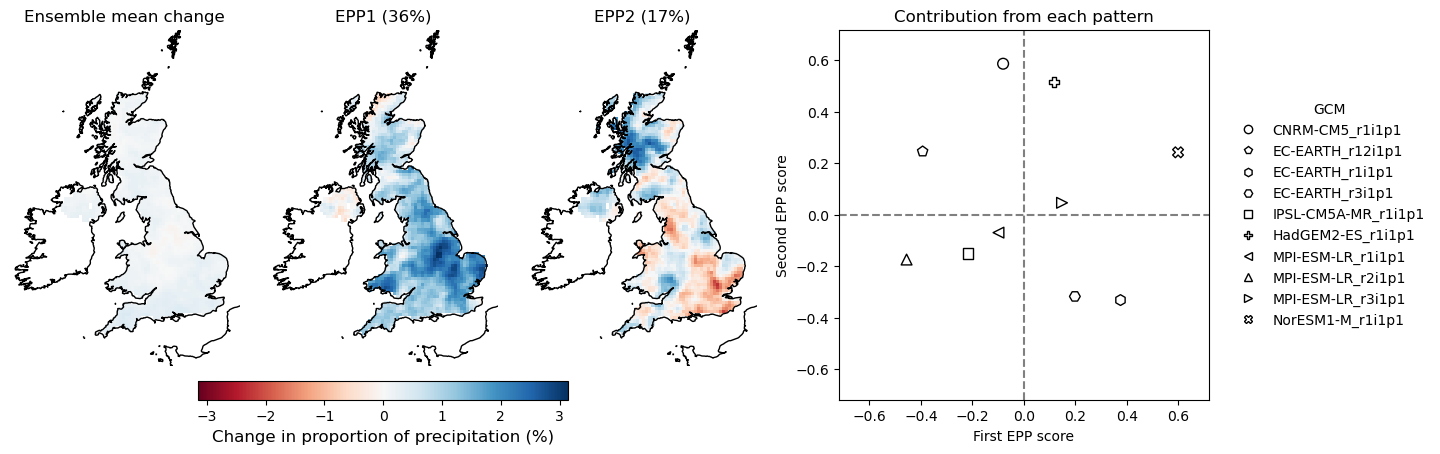 Ensemble mean change
EPP1 (36%)
EPP2 (17%)
Contribution from each pattern
−3 −2 −1 0 1 2 3
Change in proportion of precipitation (%)
Second EPP score
0.6
0.4
0.2
0.0
−0.2
−0.4
−0.6
−0.6 −0.4 −0.2 0.0 0.2 0.4 0.6
First EPP score
GCM
CNRM-CM5_r1i1p1
EC-EARTH_r12i1p1
EC-EARTH_r1i1p1
EC-EARTH_r3i1p1
IPSL-CM5A-MR_r1i1p1
HadGEM2-ES_r1i1p1
MPI-ESM-LR_r1i1p1
MPI-ESM-LR_r2i1p1
MPI-ESM-LR_r3i1p1
NorESM1-M_r1i1p1